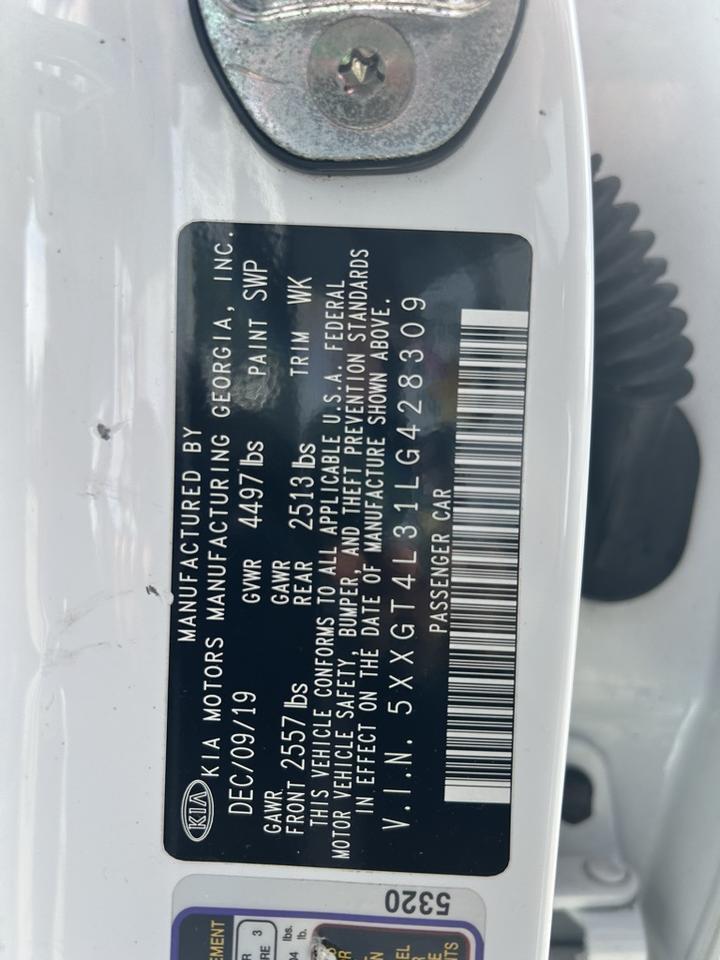 MANUFACTURED BY
KIA KIA MOTORS MANUFACTURING GEORGIA, INC.
DEC/09/19 GVWR 4497 lbs PAINT SWP
GAWR GAWR
FRONT 2557 lbs REAR 2513 lbs TRIM WK
THIS VEHICLE CONFORMS TO ALL APPLICABLE U.S.A. FEDERAL
MOTOR VEHICLE SAFETY, BUMPER, AND THEFT PREVENTION STANDARDS
IN EFFECT ON THE DATE OF MANUFACTURE SHOWN ABOVE.
V.I.N. 5XXGT4L31LG428309
PASSENGER CAR
5320